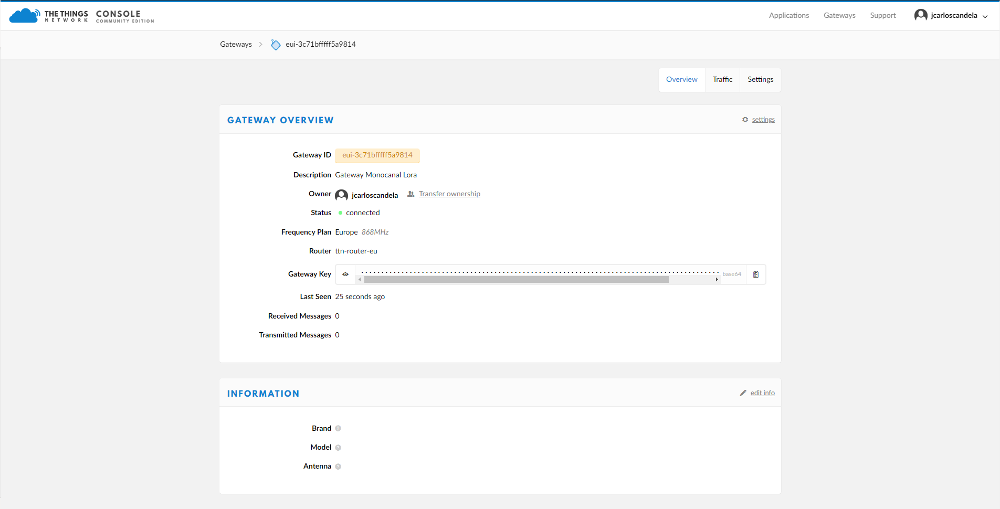 THE THINGS NETWORK CONSOLE COMMUNITY EDITION
Applications Gateways Support jcarloscandela
Gateways eui-3c71bfffff5a9814
Overview Traffic Settings
GATEWAY OVERVIEW settings
Gateway ID eui-3c71bfffff5a9814
Description Gateway Monocanal Lora
Owner jcarloscandela Transfer ownership
Status connected
Frequency Plan Europe 868MHz
Router ttn-router-eu
Gateway Key base64
Last Seen 25 seconds ago
Received Messages 0
Transmitted Messages 0
INFORMATION edit info
Brand
Model
Antenna